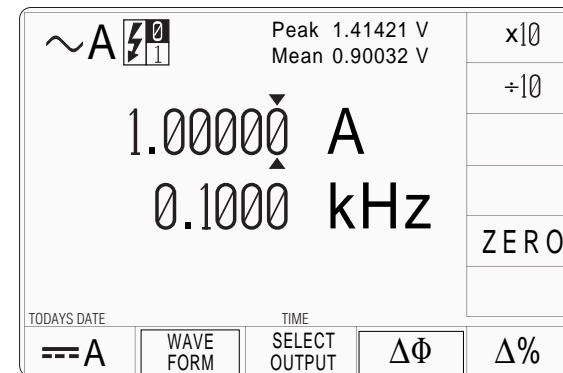 ∼A 0 Peak 1.41421 V x10
1 Mean 0.90032 V
÷10
1.00000 A
0.1000 kHz
ZERO
TODAYS DATE TIME
A WAVE FORM SELECT OUTPUT ΔΦ Δ%